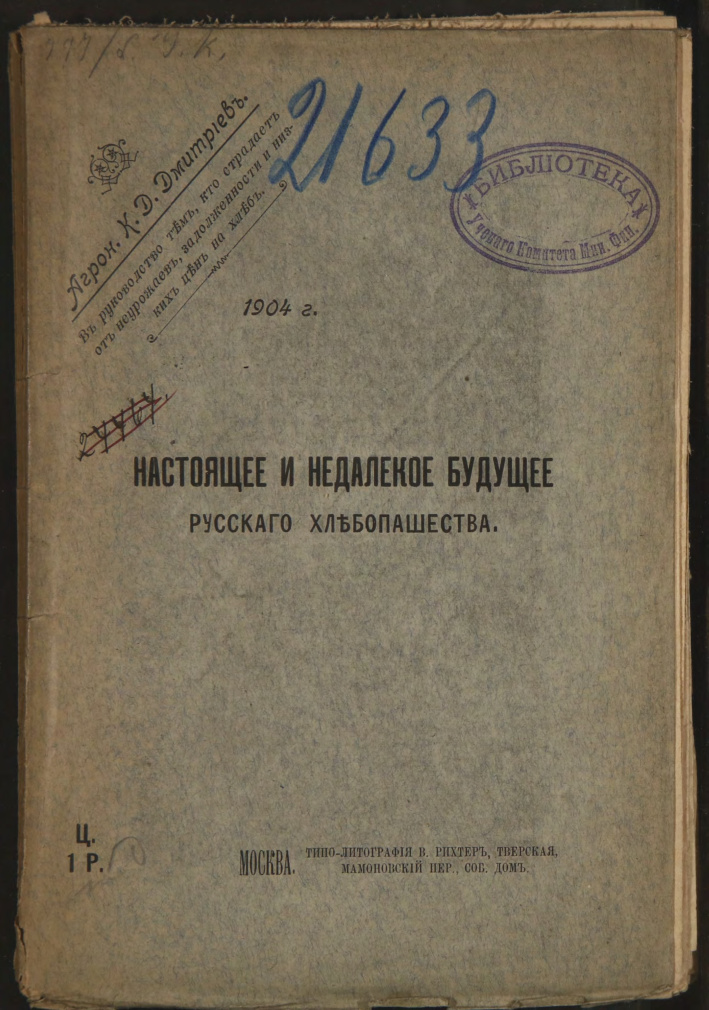 Агрон. К. Д. Дмитріевъ.
Въ руководство тѣмъ, кто страдаетъ
отъ неурожаевъ, задолженности и низ-
кихъ цѣнъ на хлѣбъ.
21633
БИБЛІОТЕКА
Ученаго Комитета Мин. Фин.
1904 г.
НАСТОЯЩЕЕ И НЕДАЛЕКОЕ БУДУЩЕЕ
РУССКАГО ХЛѢБОПАШЕСТВА.
Ц.
1 Р.
МОСКВА. ТИПО-ЛИТОГРАФІЯ В. РИХТЕРЪ, ТВЕРСКАЯ,
МАМОНОВСКІЙ ПЕР., СОБ. ДОМЪ.